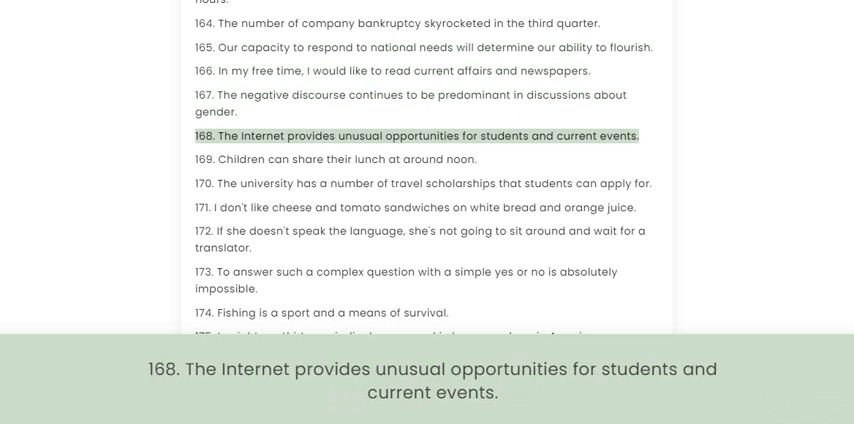 hours.
164. The number of company bankruptcy skyrocketed in the third quarter.
165. Our capacity to respond to national needs will determine our ability to flourish.
166. In my free time, I would like to read current affairs and newspapers.
167. The negative discourse continues to be predominant in discussions about
gender.
168. The Internet provides unusual opportunities for students and current events.
169. Children can share their lunch at around noon.
170. The university has a number of travel scholarships that students can apply for.
171. I don't like cheese and tomato sandwiches on white bread and orange juice.
172. If she doesn't speak the language, she's not going to sit around and wait for a
translator.
173. To answer such a complex question with a simple yes or no is absolutely
impossible.
174. Fishing is a sport and a means of survival.
168. The Internet provides unusual opportunities for students and
current events.